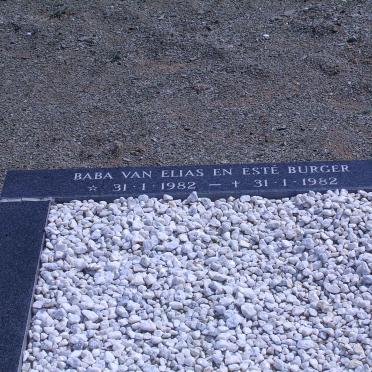 BABA VAN ELIAS EN ESTÉ BURGER
☆ 31·1·1982 — ✝ 31·1·1982